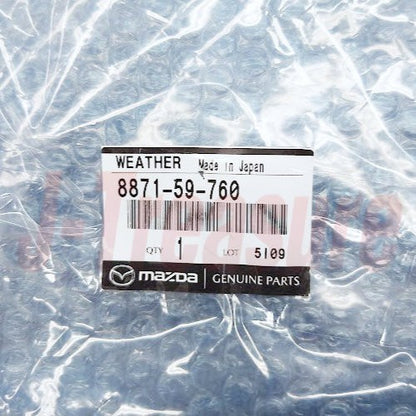 WEATHER Made in Japan
8871-59-760
QTY 1 LOT 5109
mazda GENUINE PARTS